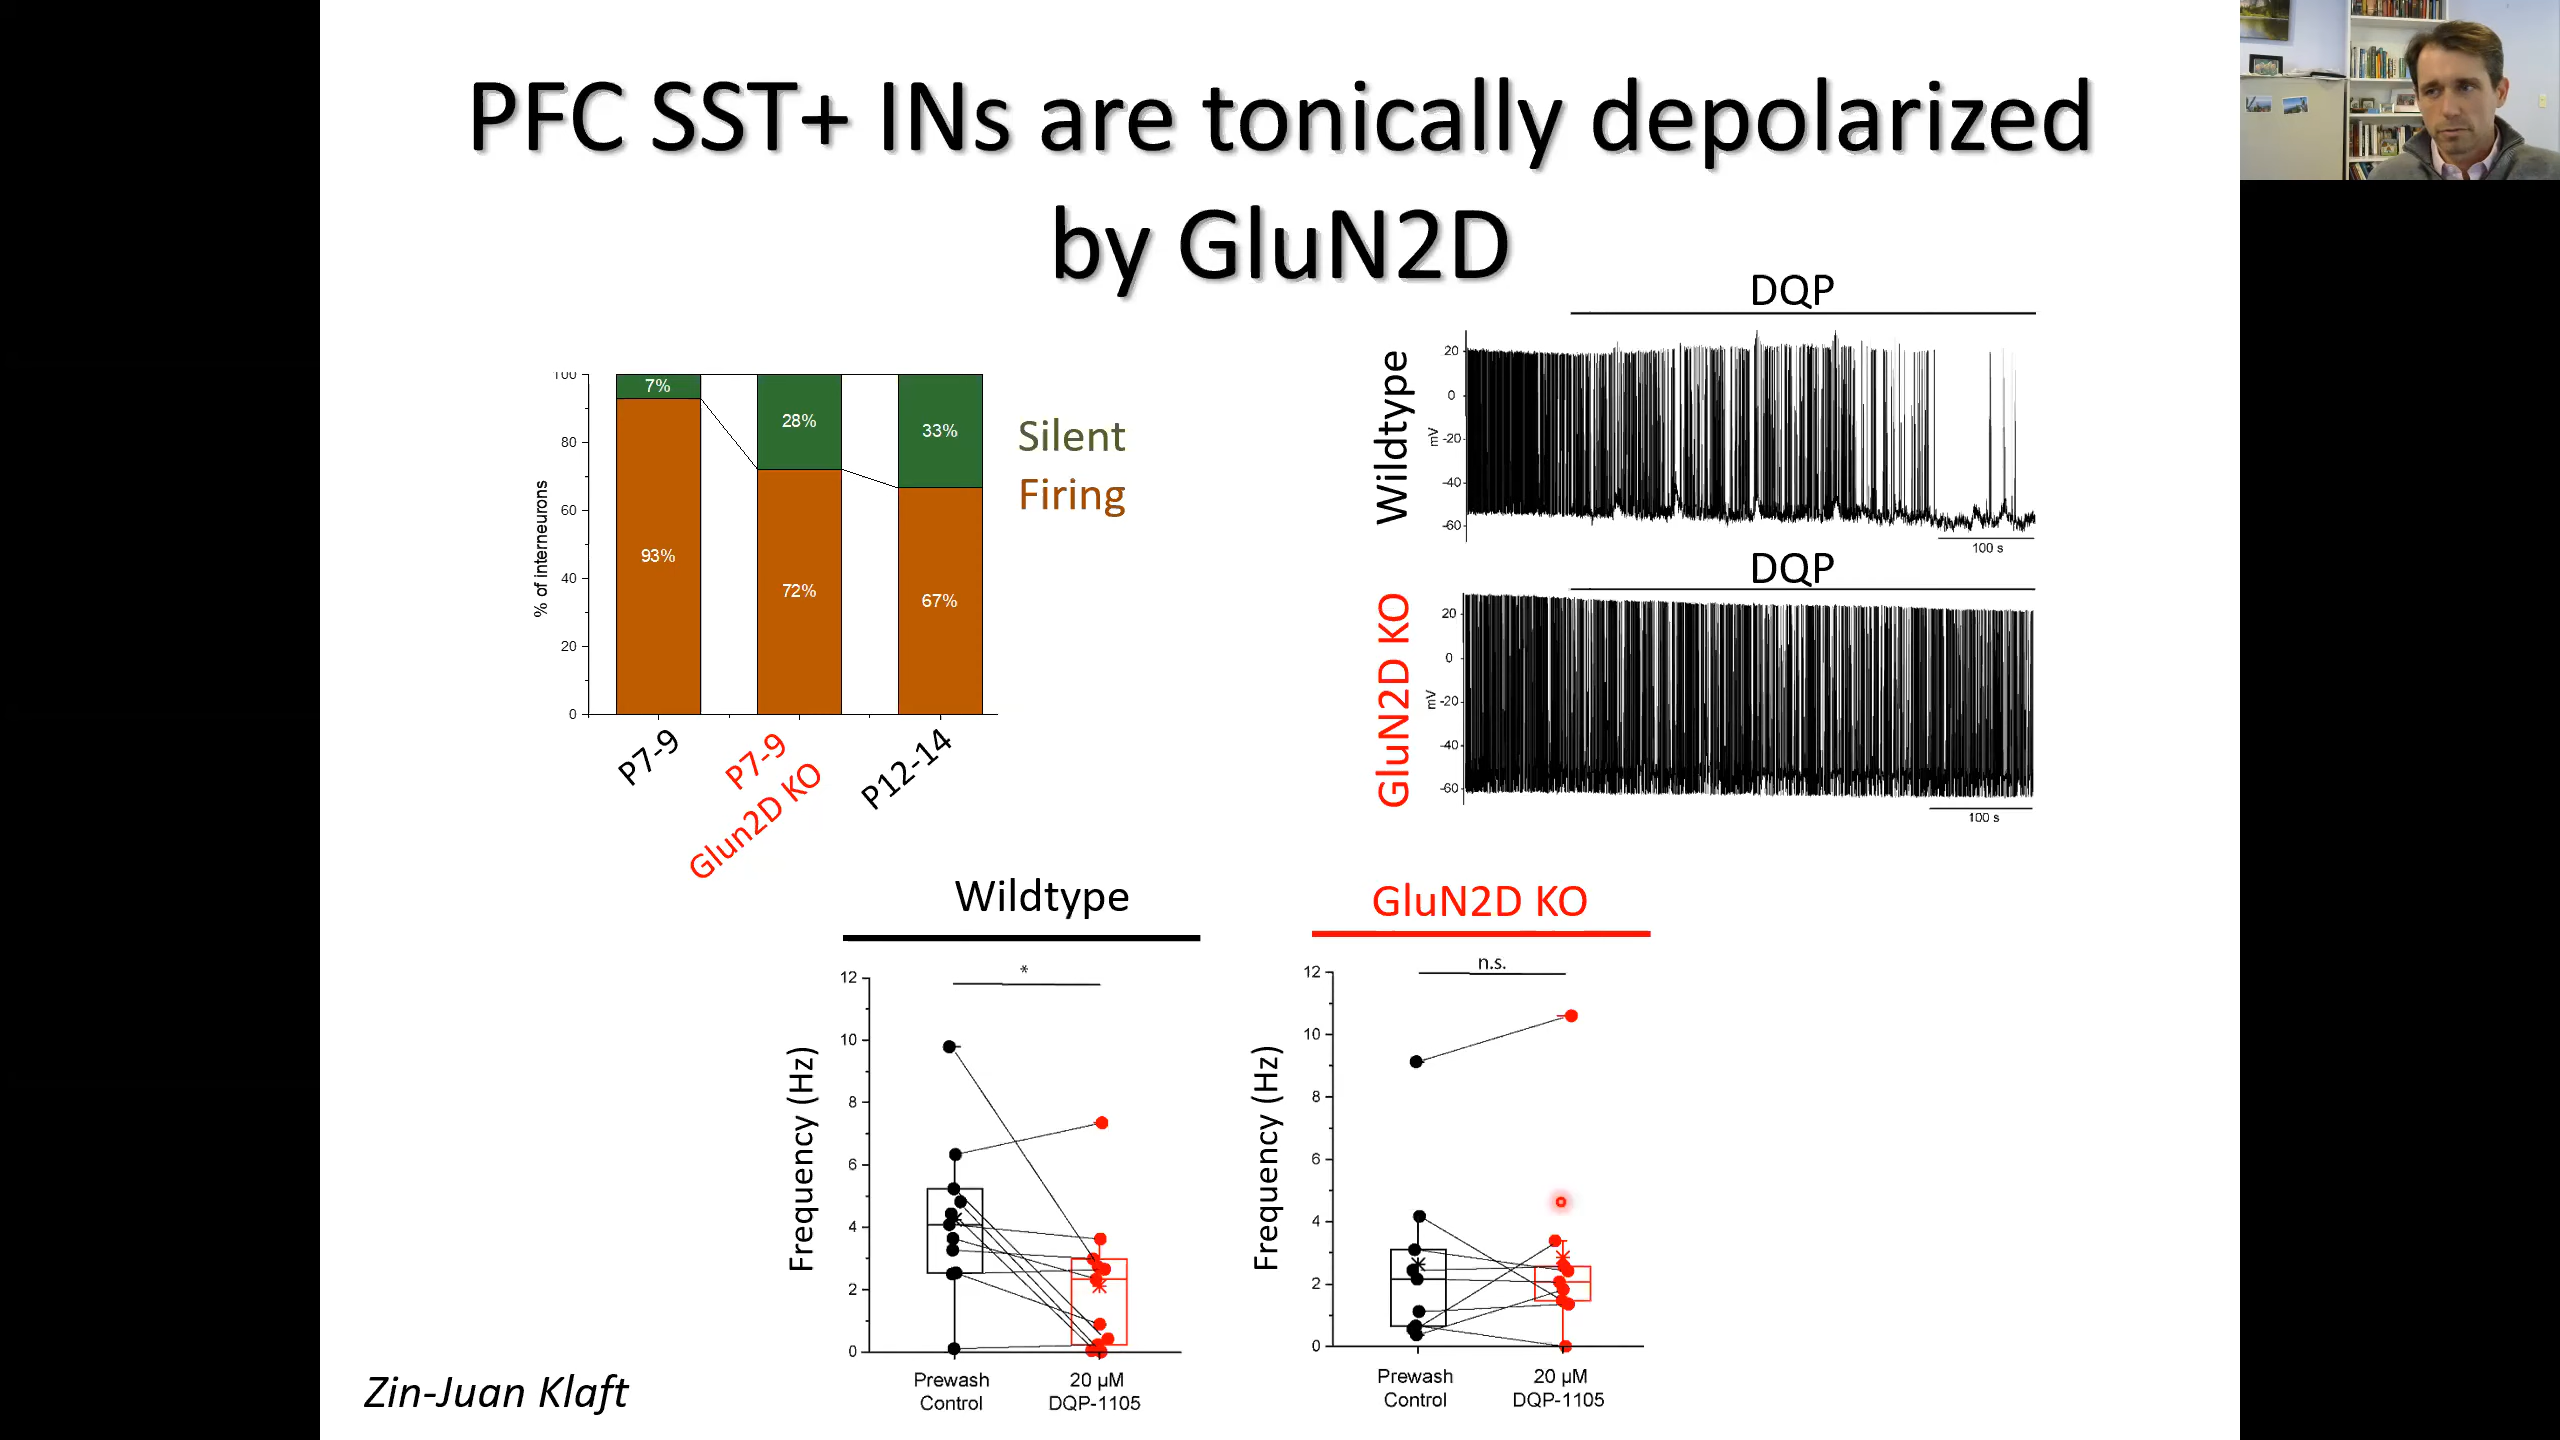 PFC SST+ INs are tonically depolarized
by GluN2D
100
80
60
40
20
0
% of interneurons
7%
93%
28%
72%
33%
67%
Silent
Firing
P7-9
P7-9
Glun2D KO
P12-14
DQP
Wildtype
20
0
-20
-40
-60
mV
100 s
DQP
GluN2D KO
20
0
-20
-40
-60
mV
100 s
Wildtype
*
12
10
8
6
4
2
0
Frequency (Hz)
Prewash
Control
20 µM
DQP-1105
GluN2D KO
n.s.
12
10
8
6
4
2
0
Frequency (Hz)
Prewash
Control
20 µM
DQP-1105
Zin-Juan Klaft